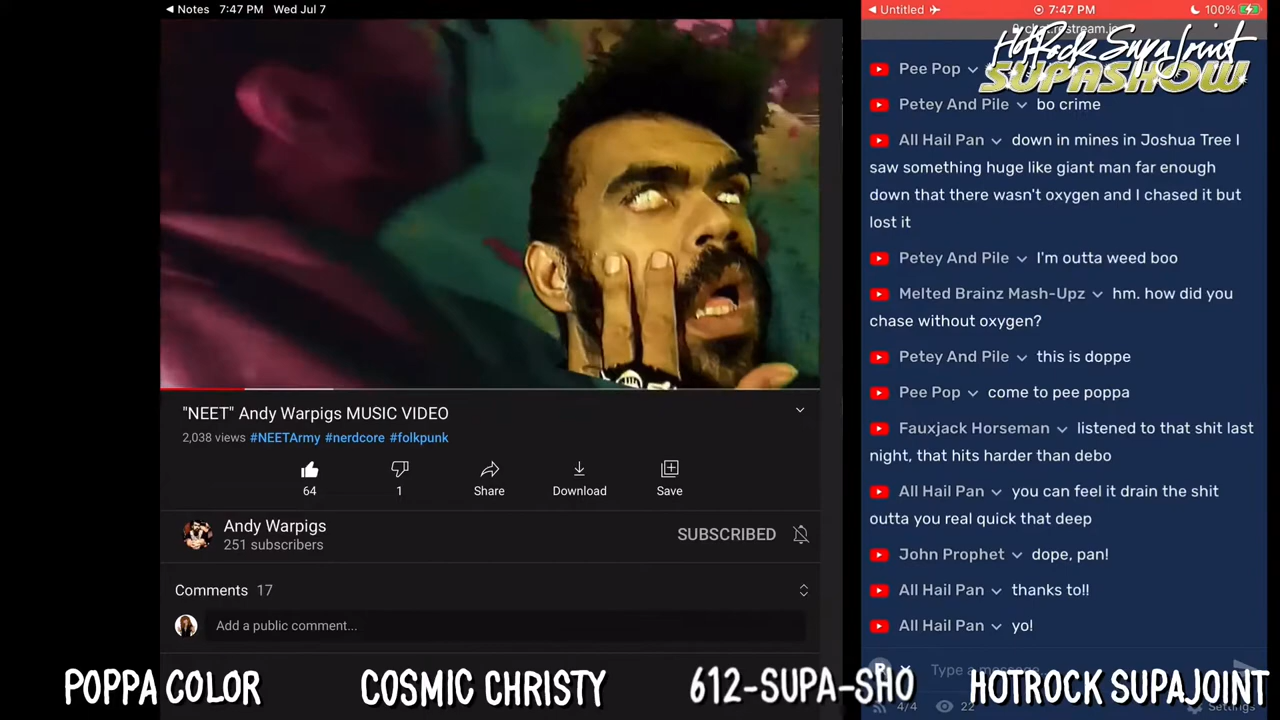 Notes 7:47 PM Wed Jul 7
"NEET" Andy Warpigs MUSIC VIDEO
2,038 views #NEETArmy #nerdcore #folkpunk
64 1 Share Download Save
Andy Warpigs
251 subscribers
SUBSCRIBED
Comments 17
Add a public comment...
Untitled 7:47 PM 100%
HotRock SupaJoint
SUPASHOW
Pee Pop
Petey And Pile bo crime
All Hail Pan down in mines in Joshua Tree I
saw something huge like giant man far enough
down that there wasn't oxygen and I chased it but
lost it
Petey And Pile I'm outta weed boo
Melted Brainz Mash-Upz hm. how did you
chase without oxygen?
Petey And Pile this is doppe
Pee Pop come to pee poppa
Fauxjack Horseman listened to that shit last
night, that hits harder than debo
All Hail Pan you can feel it drain the shit
outta you real quick that deep
John Prophet dope, pan!
All Hail Pan thanks to!!
All Hail Pan yo!
Type a message
4/4 22 Settings
POPPA COLOR COSMIC CHRISTY 612-SUPA-SHO HOTROCK SUPAJOINT